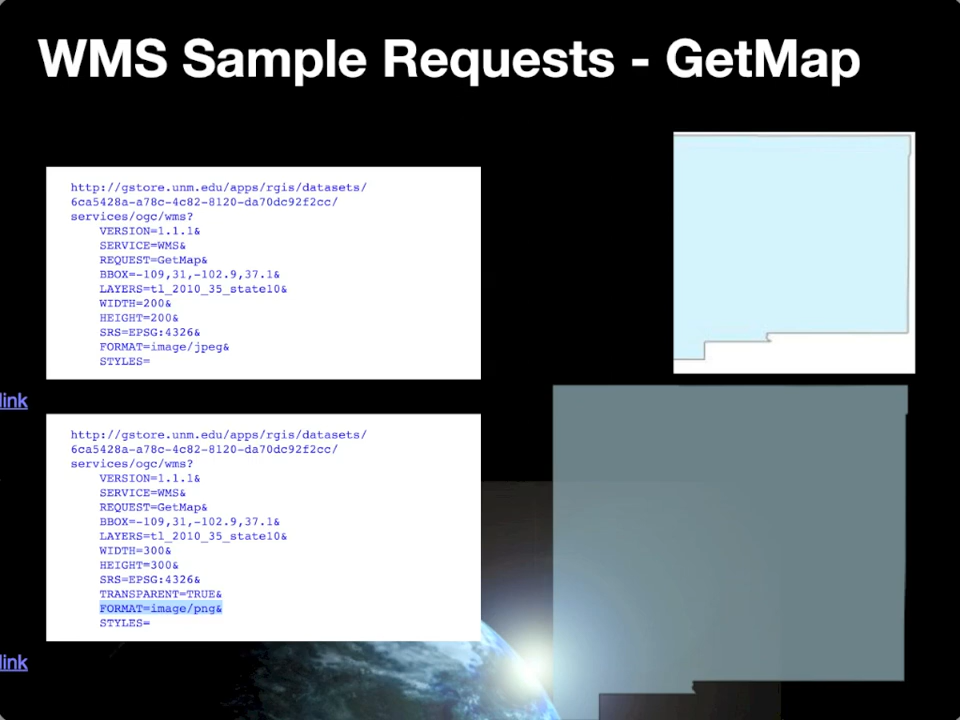 WMS Sample Requests - GetMap
http://gstore.unm.edu/apps/rgis/datasets/
6ca5428a-a78c-4c82-8120-da70dc92f2cc/
services/ogc/wms?
VERSION=1.1.1&
SERVICE=WMS&
REQUEST=GetMap&
BBOX=-109,31,-102.9,37.1&
LAYERS=tl_2010_35_state10&
WIDTH=200&
HEIGHT=200&
SRS=EPSG:4326&
FORMAT=image/jpeg&
STYLES=
link
http://gstore.unm.edu/apps/rgis/datasets/
6ca5428a-a78c-4c82-8120-da70dc92f2cc/
services/ogc/wms?
VERSION=1.1.1&
SERVICE=WMS&
REQUEST=GetMap&
BBOX=-109,31,-102.9,37.1&
LAYERS=tl_2010_35_state10&
WIDTH=300&
HEIGHT=300&
SRS=EPSG:4326&
TRANSPARENT=TRUE&
FORMAT=image/png&
STYLES=
link